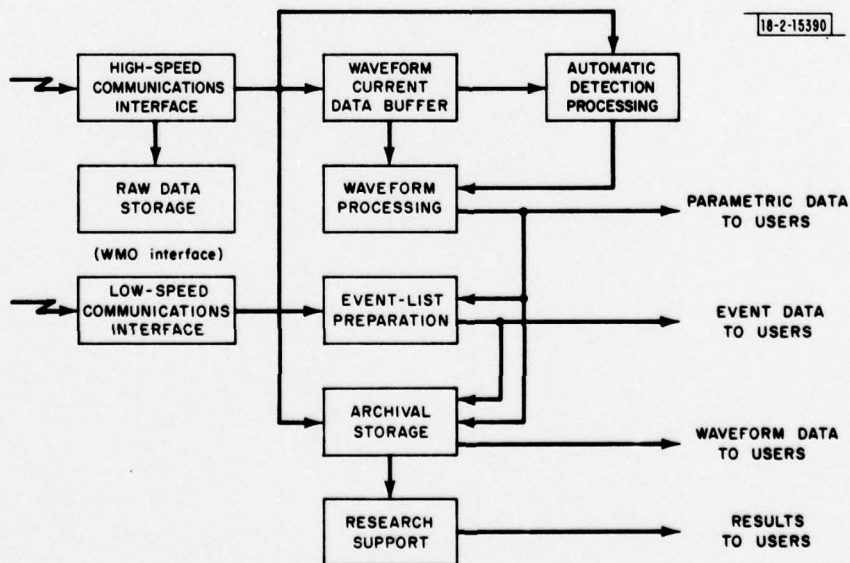 18-2-15390
HIGH-SPEED
COMMUNICATIONS
INTERFACE
WAVEFORM
CURRENT
DATA BUFFER
AUTOMATIC
DETECTION
PROCESSING
RAW DATA
STORAGE
WAVEFORM
PROCESSING
PARAMETRIC DATA
TO USERS
(WMO interface)
LOW-SPEED
COMMUNICATIONS
INTERFACE
EVENT-LIST
PREPARATION
EVENT DATA
TO USERS
ARCHIVAL
STORAGE
WAVEFORM DATA
TO USERS
RESEARCH
SUPPORT
RESULTS
TO USERS